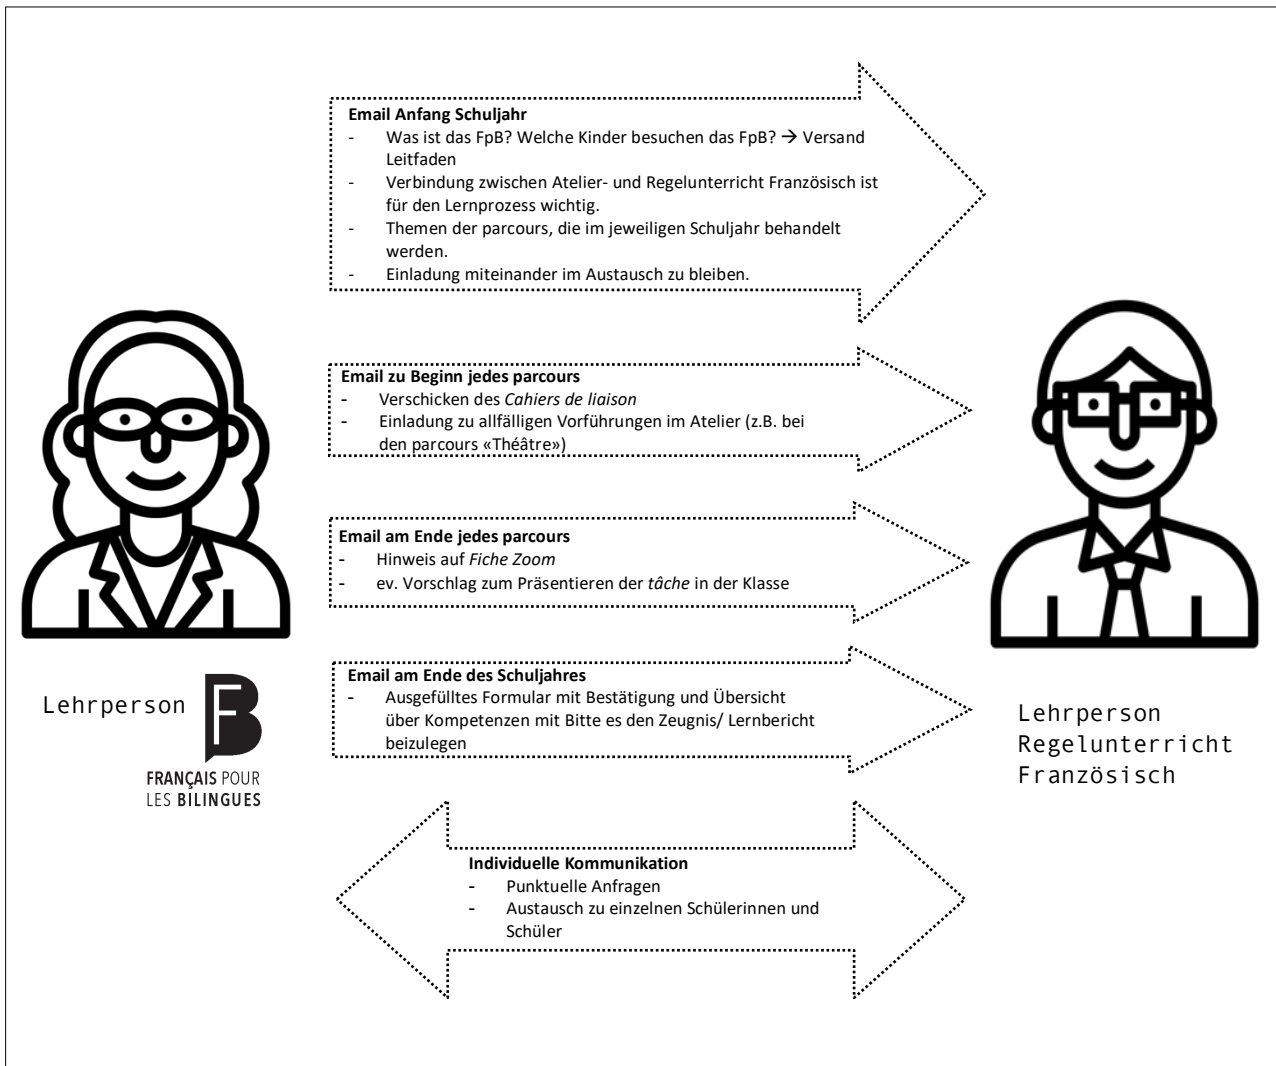 Email Anfang Schuljahr
- Was ist das FpB? Welche Kinder besuchen das FpB? → Versand
Leitfaden
- Verbindung zwischen Atelier- und Regelunterricht Französisch ist
für den Lernprozess wichtig.
- Themen der parcours, die im jeweiligen Schuljahr behandelt
werden.
- Einladung miteinander im Austausch zu bleiben.
Email zu Beginn jedes parcours
- Verschicken des Cahiers de liaison
- Einladung zu allfälligen Vorführungen im Atelier (z.B. bei
den parcours «Théâtre»)
Email am Ende jedes parcours
- Hinweis auf Fiche Zoom
- ev. Vorschlag zum Präsentieren der tâche in der Klasse
Email am Ende des Schuljahres
- Ausgefülltes Formular mit Bestätigung und Übersicht
über Kompetenzen mit Bitte es den Zeugnis/ Lernbericht
beizulegen
Lehrperson
FB
FRANÇAIS POUR
LES BILINGUES
Lehrperson
Regelunterricht
Französisch
Individuelle Kommunikation
- Punktuelle Anfragen
- Austausch zu einzelnen Schülerinnen und
Schüler